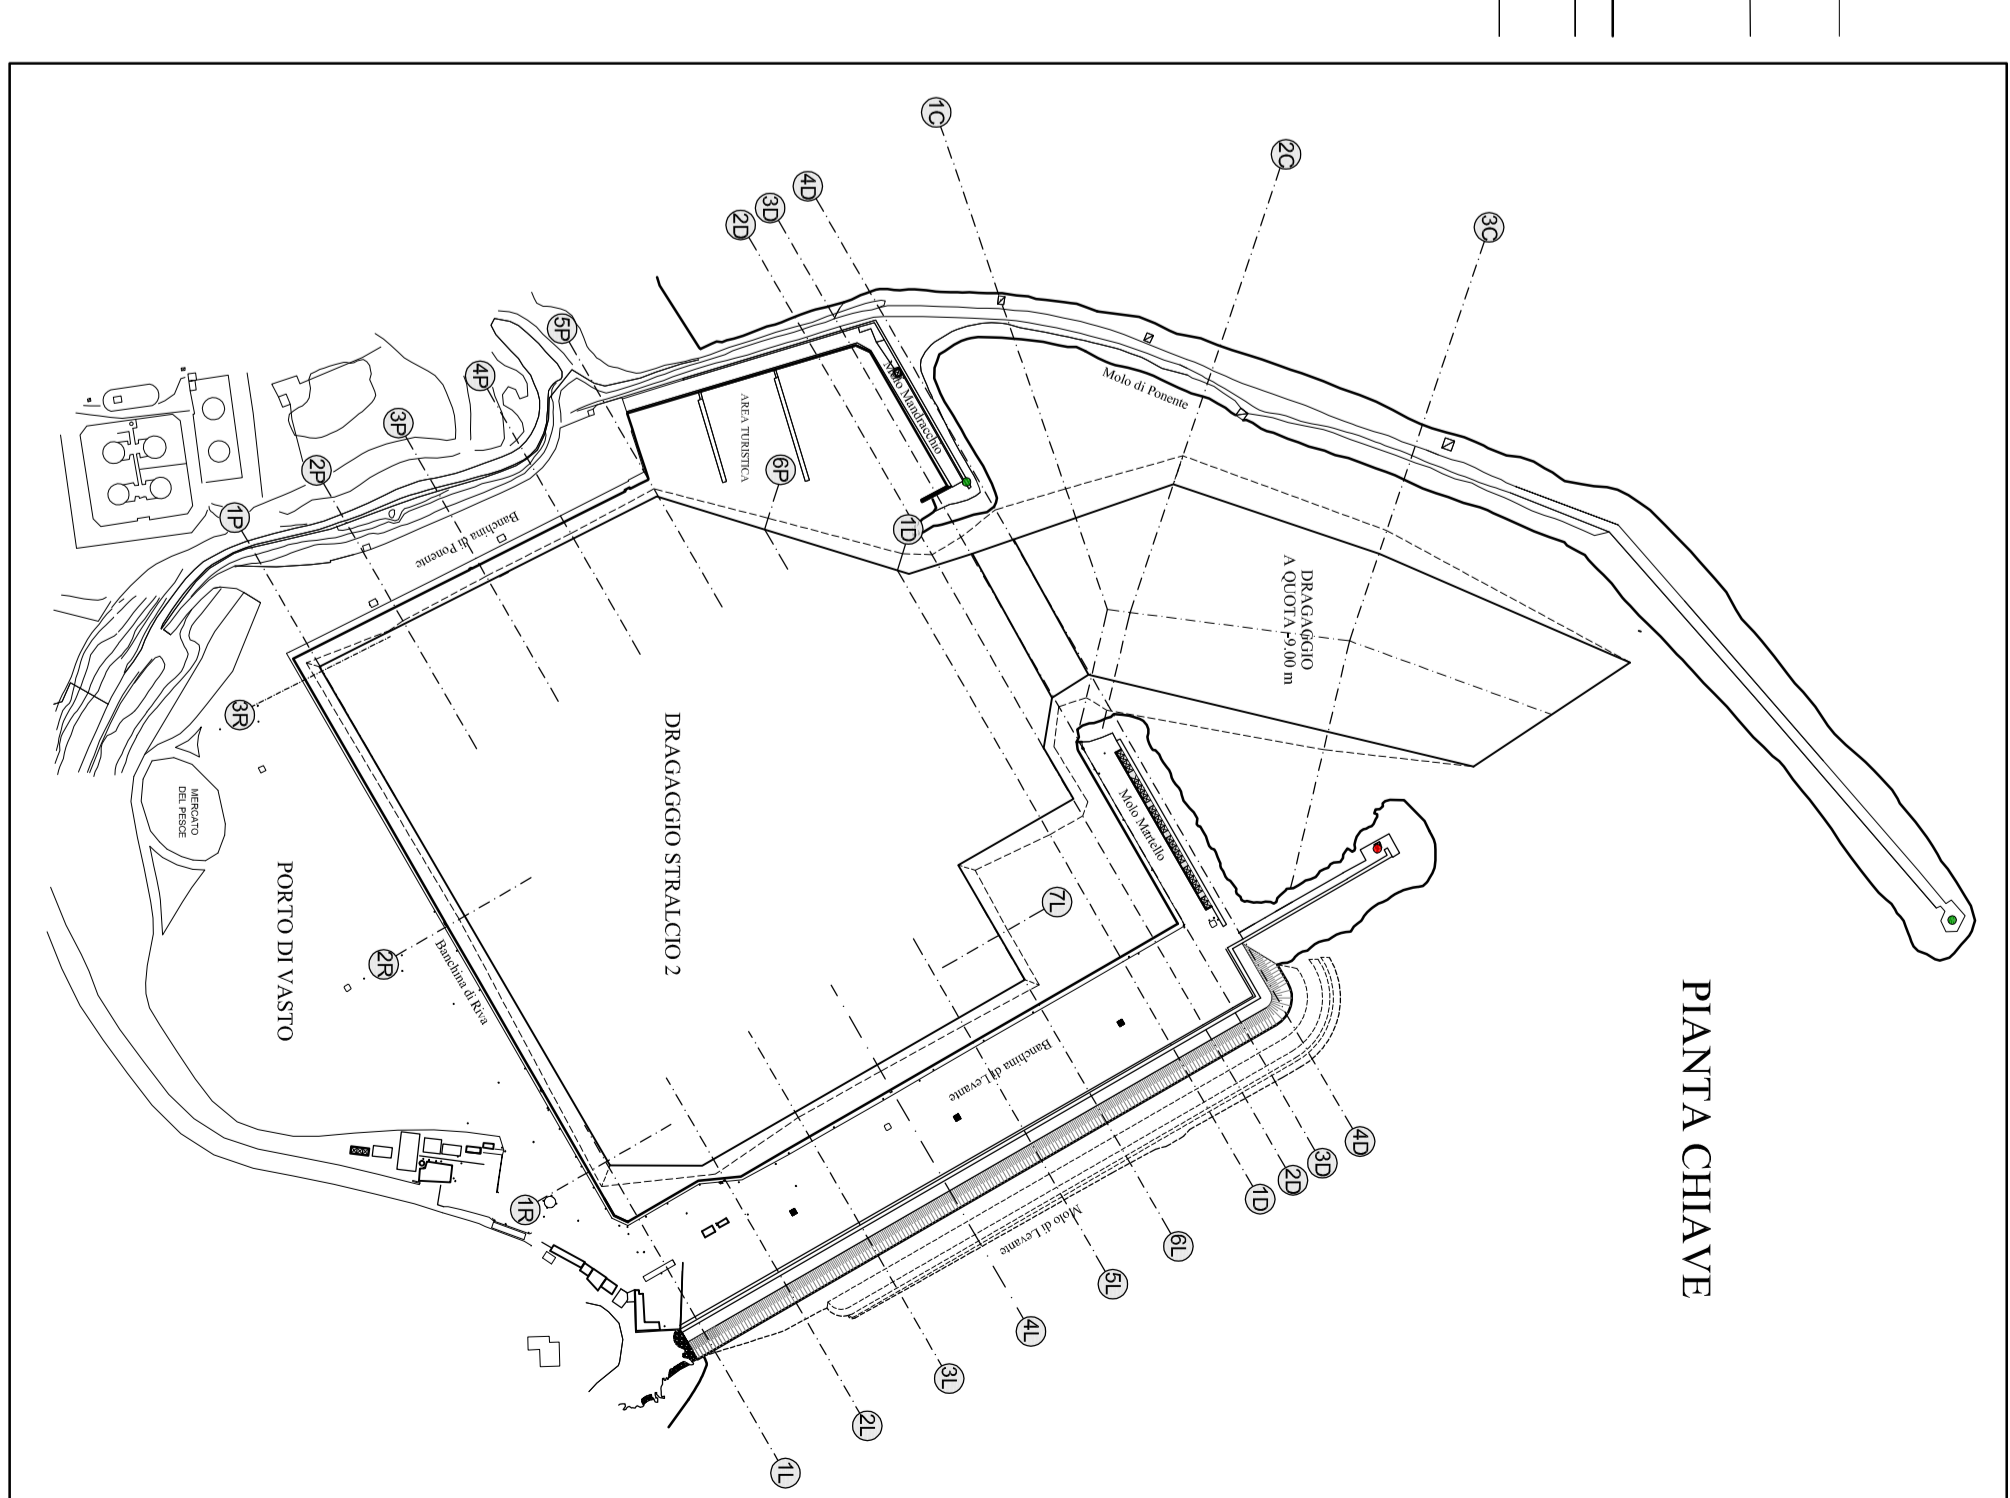 PIANTA CHIAVE
1C
2C
3C
4D
3D
2D
5P
4P
3P
2P
1P
6P
1D
Molo di Ponente
Molo Mandracchio
AREA TURISTICA
Banchina di Ponente
DRAGAGGIO
A QUOTA -9.00 m
3R
MERCATO
DEL PESCE
DRAGAGGIO STRALCIO 2
PORTO DI VASTO
Molo Martello
7L
2R
Banchina di Riva
Banchina di Levante
1R
Molo di Levante
4D
3D
2D
1D
6L
5L
4L
3L
2L
1L